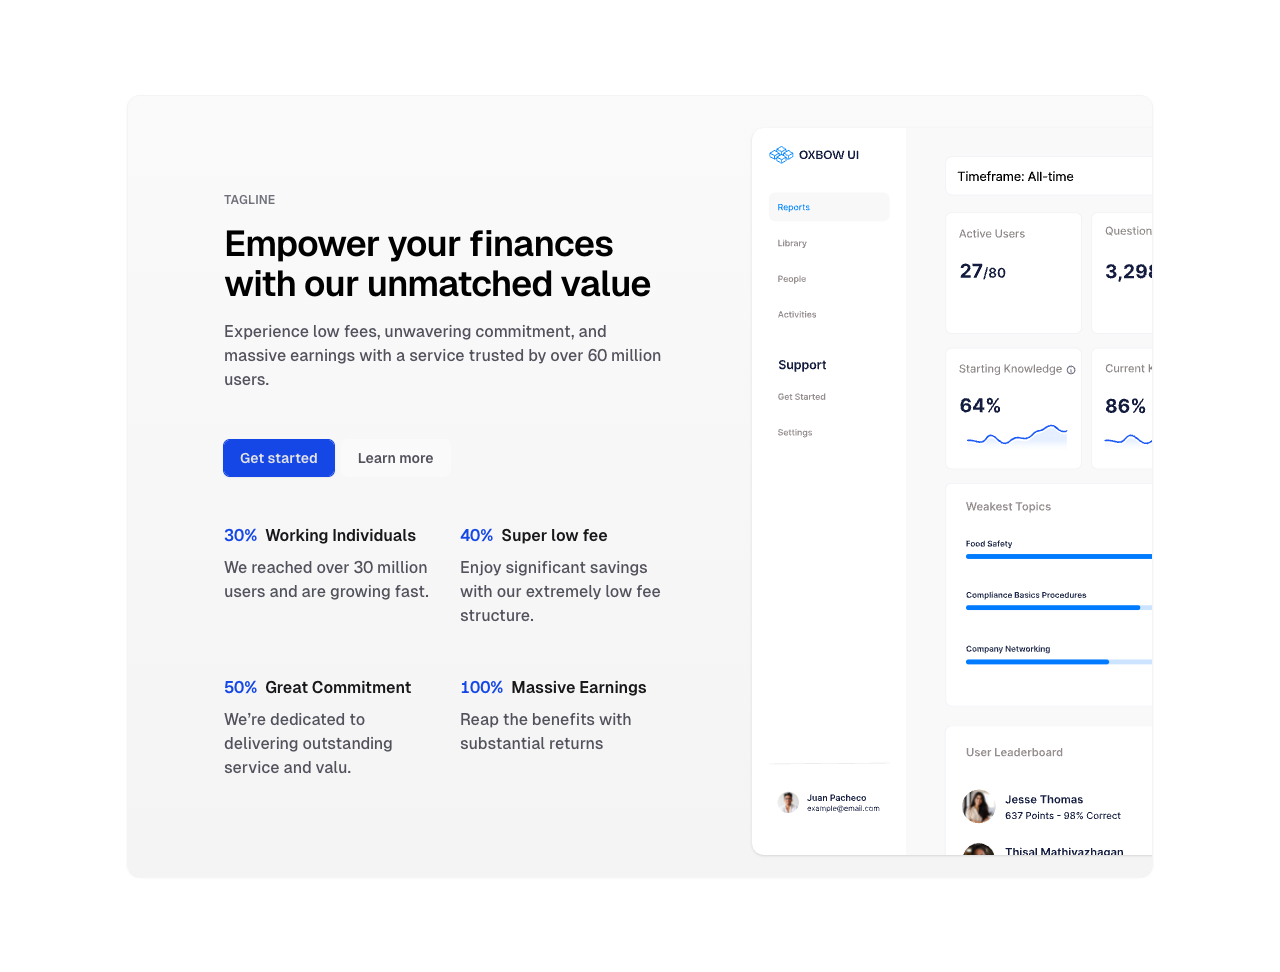 TAGLINE
Empower your finances
with our unmatched value
Experience low fees, unwavering commitment, and
massive earnings with a service trusted by over 60 million
users.
Get started
Learn more
30% Working Individuals
We reached over 30 million
users and are growing fast.
40% Super low fee
Enjoy significant savings
with our extremely low fee
structure.
50% Great Commitment
We're dedicated to
delivering outstanding
service and valu.
100% Massive Earnings
Reap the benefits with
substantial returns
OXBOW UI
Reports
Library
People
Activities
Support
Get Started
Settings
Juan Pacheco
example@email.com
Timeframe: All-time
Active Users
27/80
Question
3,298
Starting Knowledge
64%
Current K
86%
Weakest Topics
Food Safety
Compliance Basics Procedures
Company Networking
User Leaderboard
Jesse Thomas
637 Points - 98% Correct
Thisal Mathiyazhagan